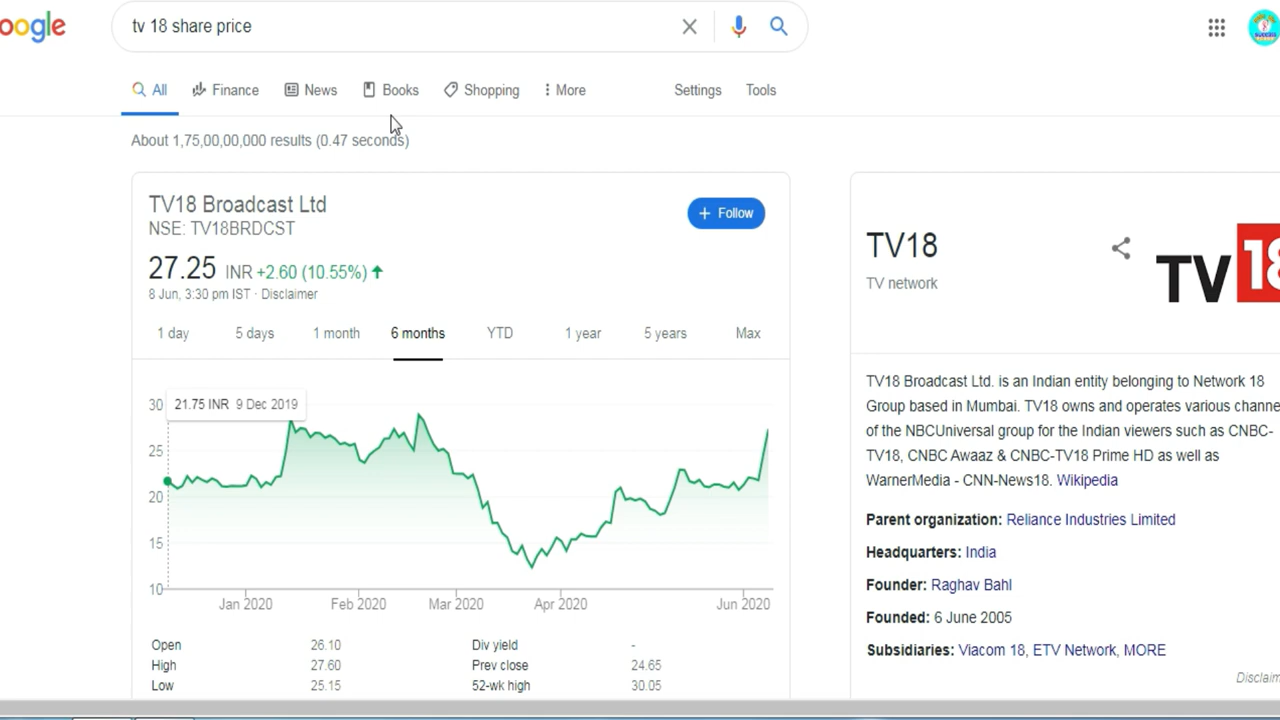 oogle
tv 18 share price
All Finance News Books Shopping More Settings Tools
About 1,75,00,00,000 results (0.47 seconds)
TV18 Broadcast Ltd
NSE: TV18BRDCST
+ Follow
27.25 INR +2.60 (10.55%)
8 Jun, 3:30 pm IST · Disclaimer
1 day 5 days 1 month 6 months YTD 1 year 5 years Max
21.75 INR 9 Dec 2019
30
25
20
15
10
Jan 2020 Feb 2020 Mar 2020 Apr 2020 Jun 2020
Open 26.10 Div yield -
High 27.60 Prev close 24.65
Low 25.15 52-wk high 30.05
TV18
TV network
TV 18
TV18 Broadcast Ltd. is an Indian entity belonging to Network 18
Group based in Mumbai. TV18 owns and operates various channe
of the NBCUniversal group for the Indian viewers such as CNBC-
TV18, CNBC Awaaz & CNBC-TV18 Prime HD as well as
WarnerMedia - CNN-News18. Wikipedia
Parent organization: Reliance Industries Limited
Headquarters: India
Founder: Raghav Bahl
Founded: 6 June 2005
Subsidiaries: Viacom 18, ETV Network, MORE
Disclaim